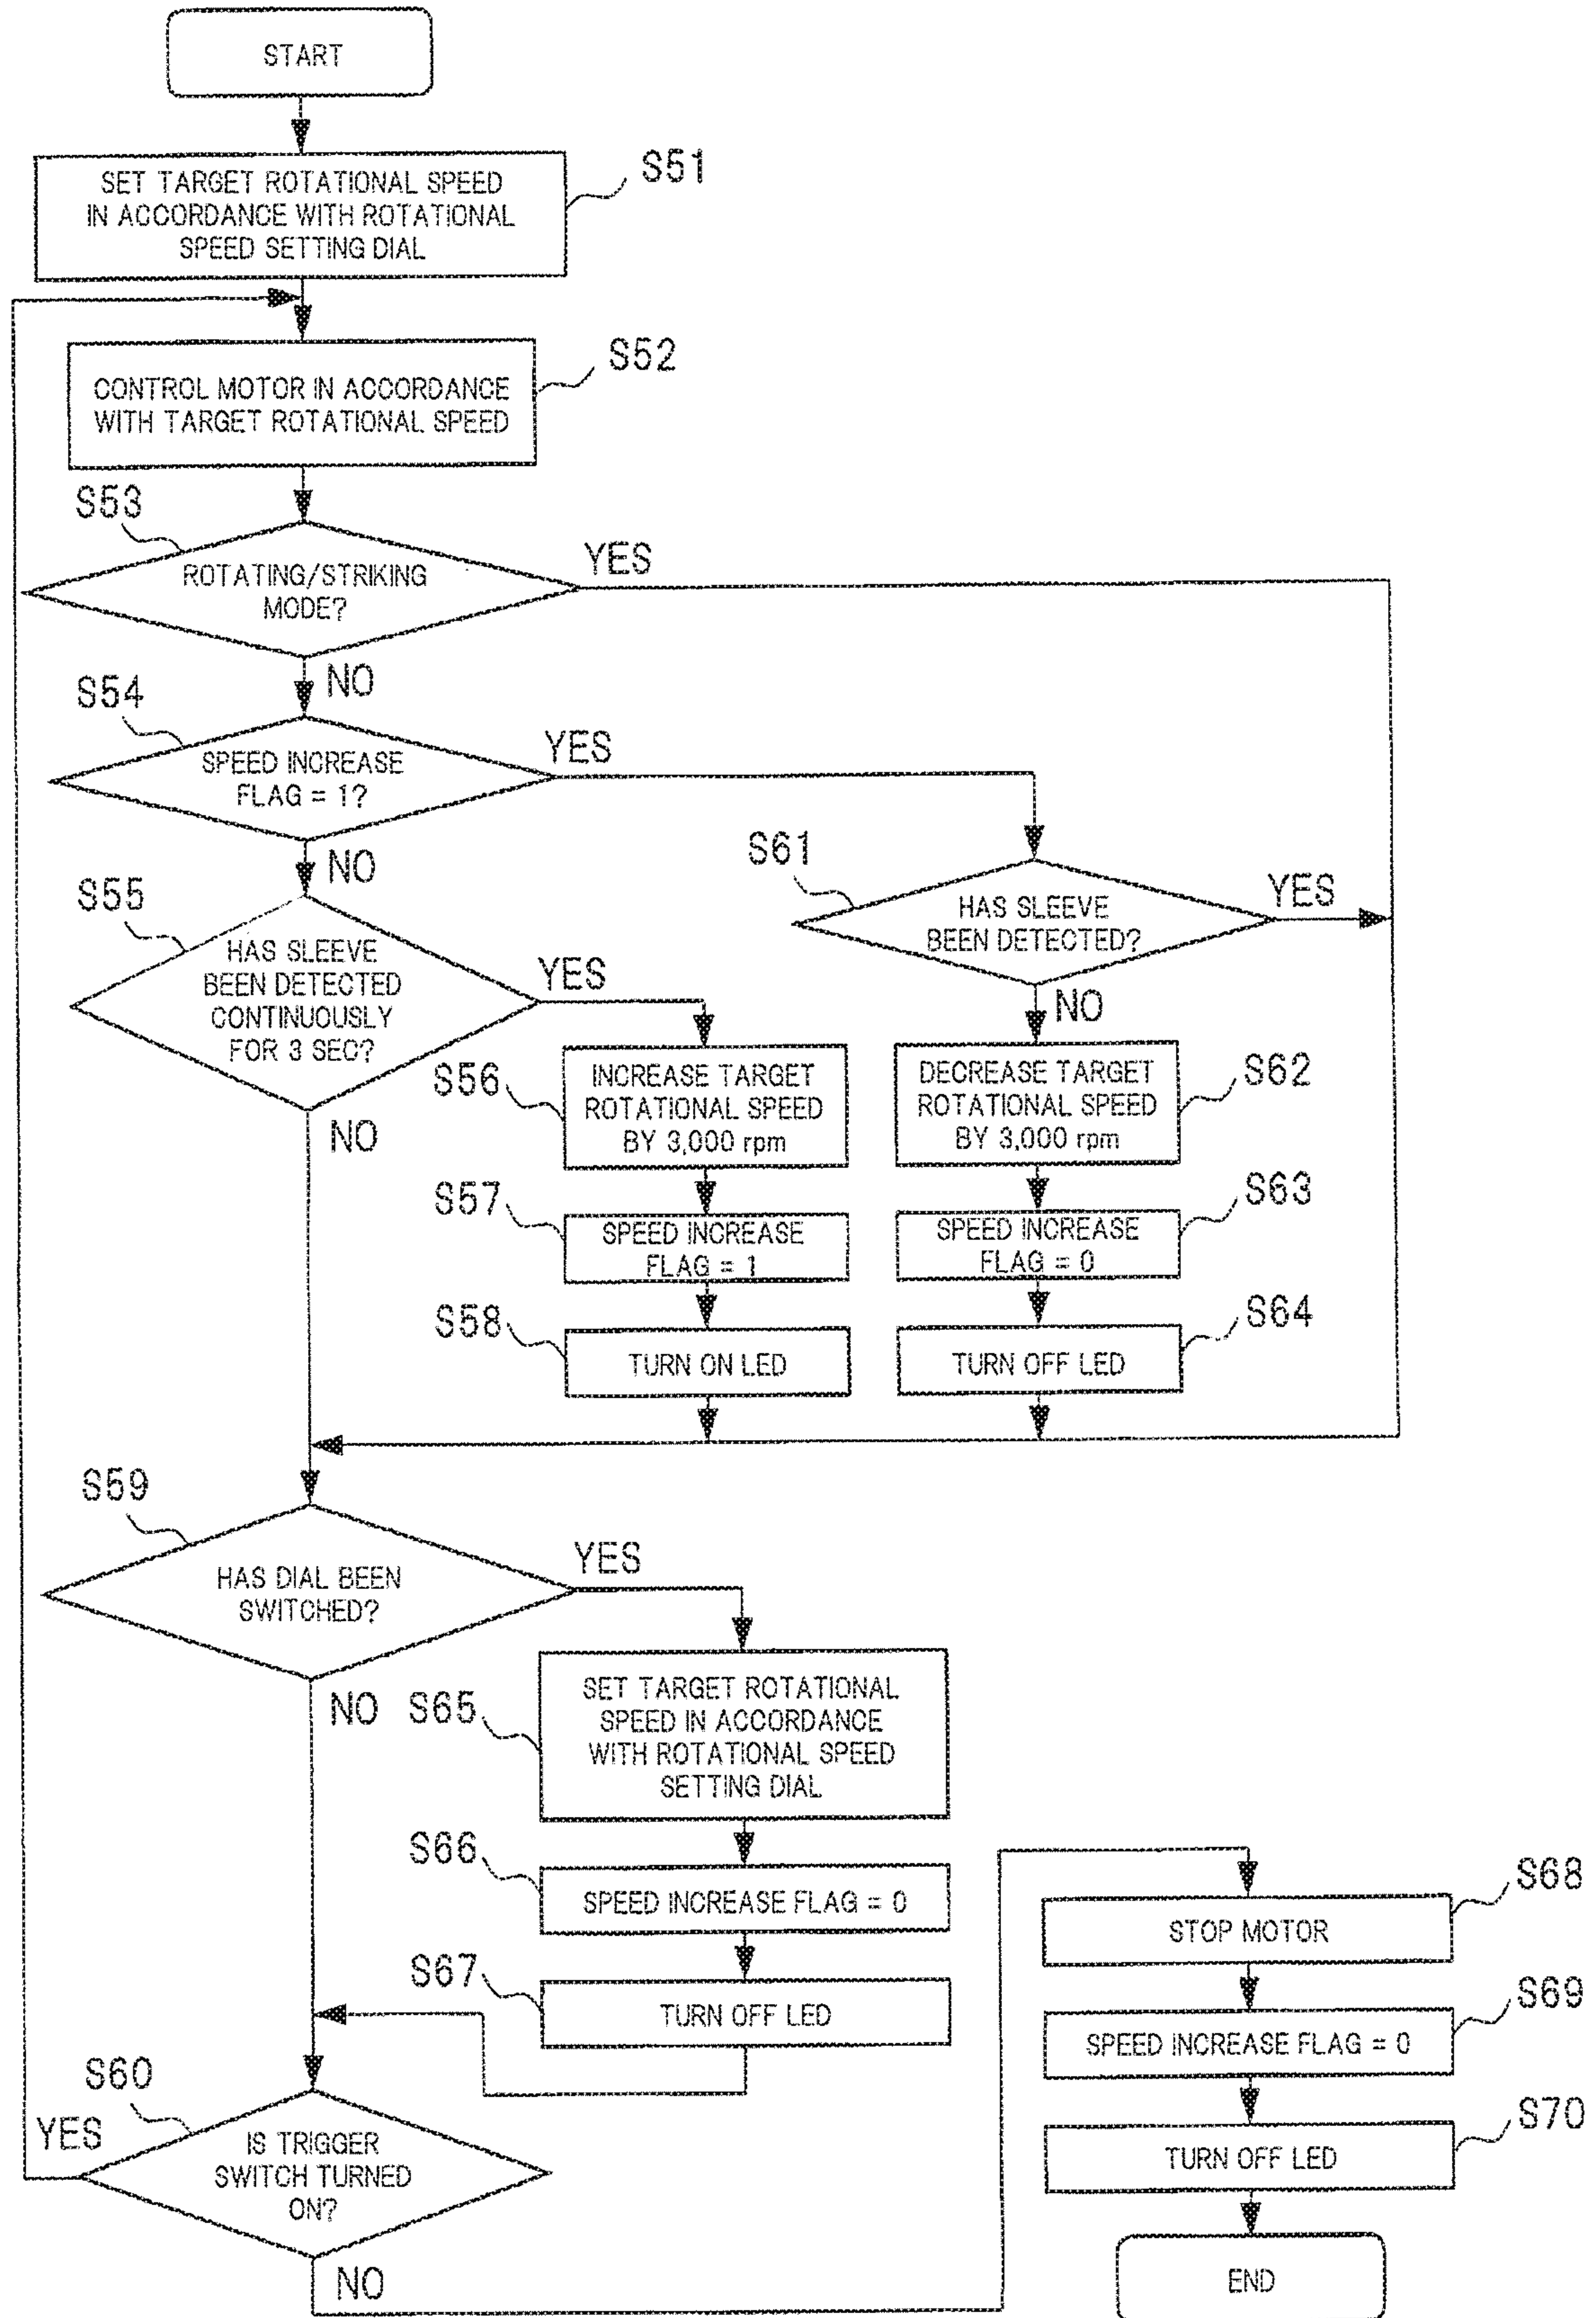 START
S51
SET TARGET ROTATIONAL SPEED
IN ACCORDANCE WITH ROTATIONAL
SPEED SETTING DIAL
S52
CONTROL MOTOR IN ACCORDANCE
WITH TARGET ROTATIONAL SPEED
S53
ROTATING/STRIKING
MODE?
YES
NO
S54
SPEED INCREASE
FLAG = 1?
YES
NO
S55
HAS SLEEVE
BEEN DETECTED
CONTINUOUSLY
FOR 3 SEC?
YES
NO
S61
HAS SLEEVE
BEEN DETECTED?
YES
NO
S56
INCREASE TARGET
ROTATIONAL SPEED
BY 3,000 rpm
S62
DECREASE TARGET
ROTATIONAL SPEED
BY 3,000 rpm
S57
SPEED INCREASE
FLAG = 1
S63
SPEED INCREASE
FLAG = 0
S58
TURN ON LED
S64
TURN OFF LED
S59
HAS DIAL BEEN
SWITCHED?
YES
NO
S65
SET TARGET ROTATIONAL
SPEED IN ACCORDANCE
WITH ROTATIONAL SPEED
SETTING DIAL
S66
SPEED INCREASE FLAG = 0
S67
TURN OFF LED
S60
IS TRIGGER
SWITCH TURNED
ON?
YES
NO
S68
STOP MOTOR
S69
SPEED INCREASE FLAG = 0
S70
TURN OFF LED
END